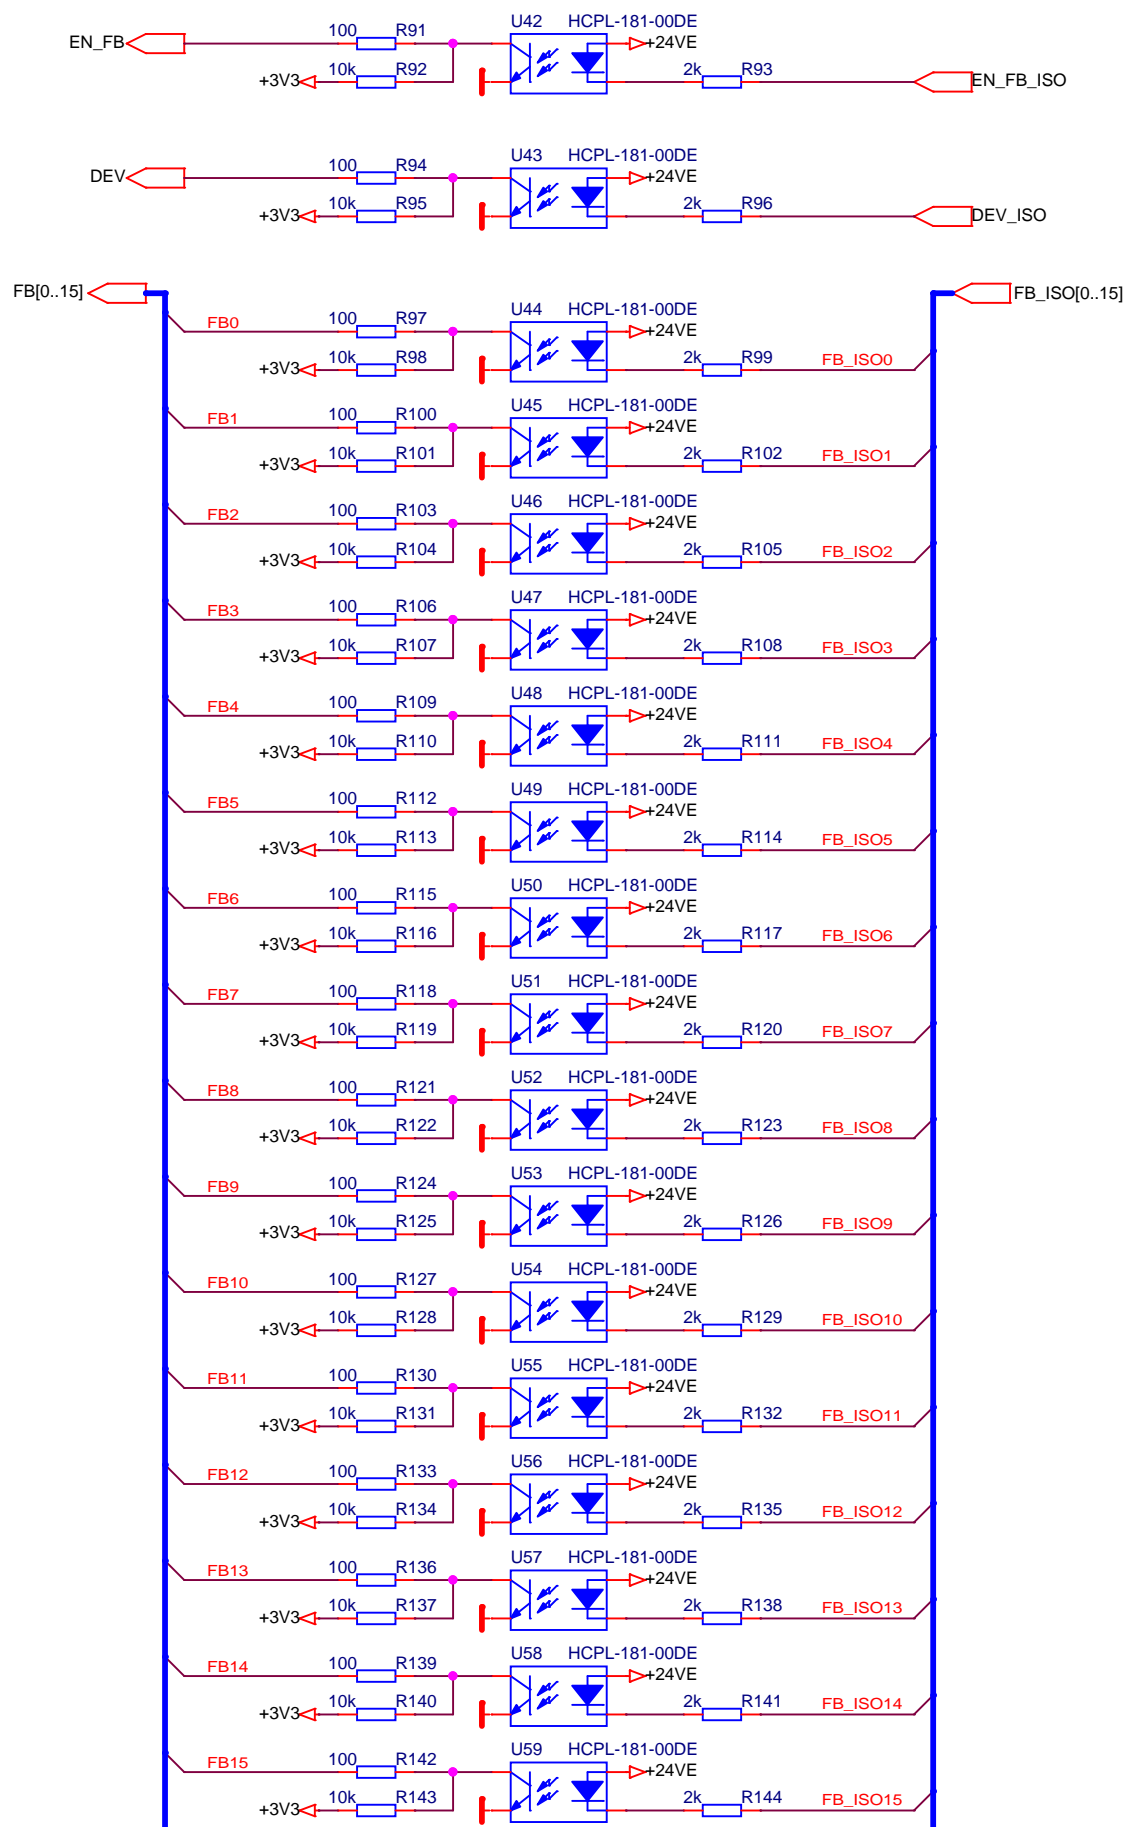 U42 HCPL-181-00DE
EN_FB 100 R91 +24VE
+3V3 10k R92 2k R93 EN_FB_ISO
U43 HCPL-181-00DE
DEV 100 R94 +24VE
+3V3 10k R95 2k R96 DEV_ISO
FB[0..15] FB_ISO[0..15]
U44 HCPL-181-00DE
FB0 100 R97 +24VE
+3V3 10k R98 2k R99 FB_ISO0
U45 HCPL-181-00DE
FB1 100 R100 +24VE
+3V3 10k R101 2k R102 FB_ISO1
U46 HCPL-181-00DE
FB2 100 R103 +24VE
+3V3 10k R104 2k R105 FB_ISO2
U47 HCPL-181-00DE
FB3 100 R106 +24VE
+3V3 10k R107 2k R108 FB_ISO3
U48 HCPL-181-00DE
FB4 100 R109 +24VE
+3V3 10k R110 2k R111 FB_ISO4
U49 HCPL-181-00DE
FB5 100 R112 +24VE
+3V3 10k R113 2k R114 FB_ISO5
U50 HCPL-181-00DE
FB6 100 R115 +24VE
+3V3 10k R116 2k R117 FB_ISO6
U51 HCPL-181-00DE
FB7 100 R118 +24VE
+3V3 10k R119 2k R120 FB_ISO7
U52 HCPL-181-00DE
FB8 100 R121 +24VE
+3V3 10k R122 2k R123 FB_ISO8
U53 HCPL-181-00DE
FB9 100 R124 +24VE
+3V3 10k R125 2k R126 FB_ISO9
U54 HCPL-181-00DE
FB10 100 R127 +24VE
+3V3 10k R128 2k R129 FB_ISO10
U55 HCPL-181-00DE
FB11 100 R130 +24VE
+3V3 10k R131 2k R132 FB_ISO11
U56 HCPL-181-00DE
FB12 100 R133 +24VE
+3V3 10k R134 2k R135 FB_ISO12
U57 HCPL-181-00DE
FB13 100 R136 +24VE
+3V3 10k R137 2k R138 FB_ISO13
U58 HCPL-181-00DE
FB14 100 R139 +24VE
+3V3 10k R140 2k R141 FB_ISO14
U59 HCPL-181-00DE
FB15 100 R142 +24VE
+3V3 10k R143 2k R144 FB_ISO15